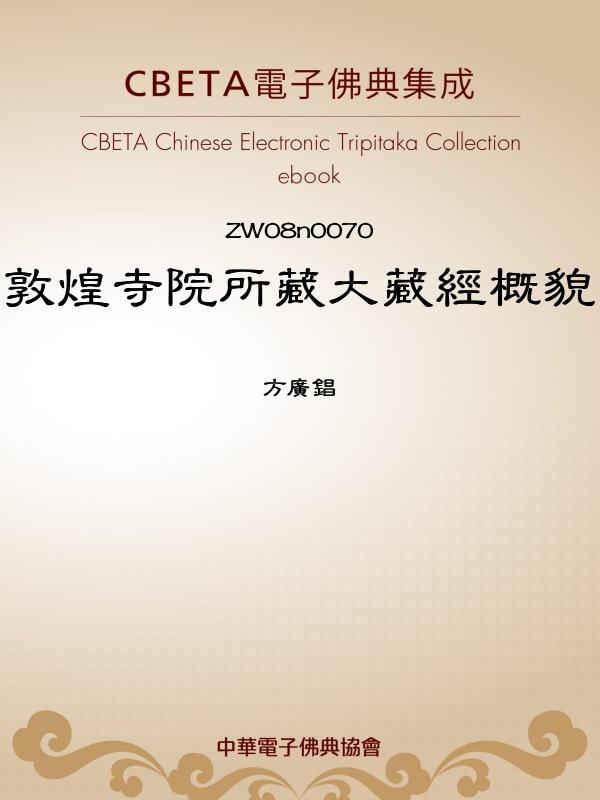 CBETA電子佛典集成
CBETA Chinese Electronic Tripitaka Collection
ebook
ZW08n0070
敦煌寺院所藏大藏經概貌
方廣錩
中華電子佛典協會